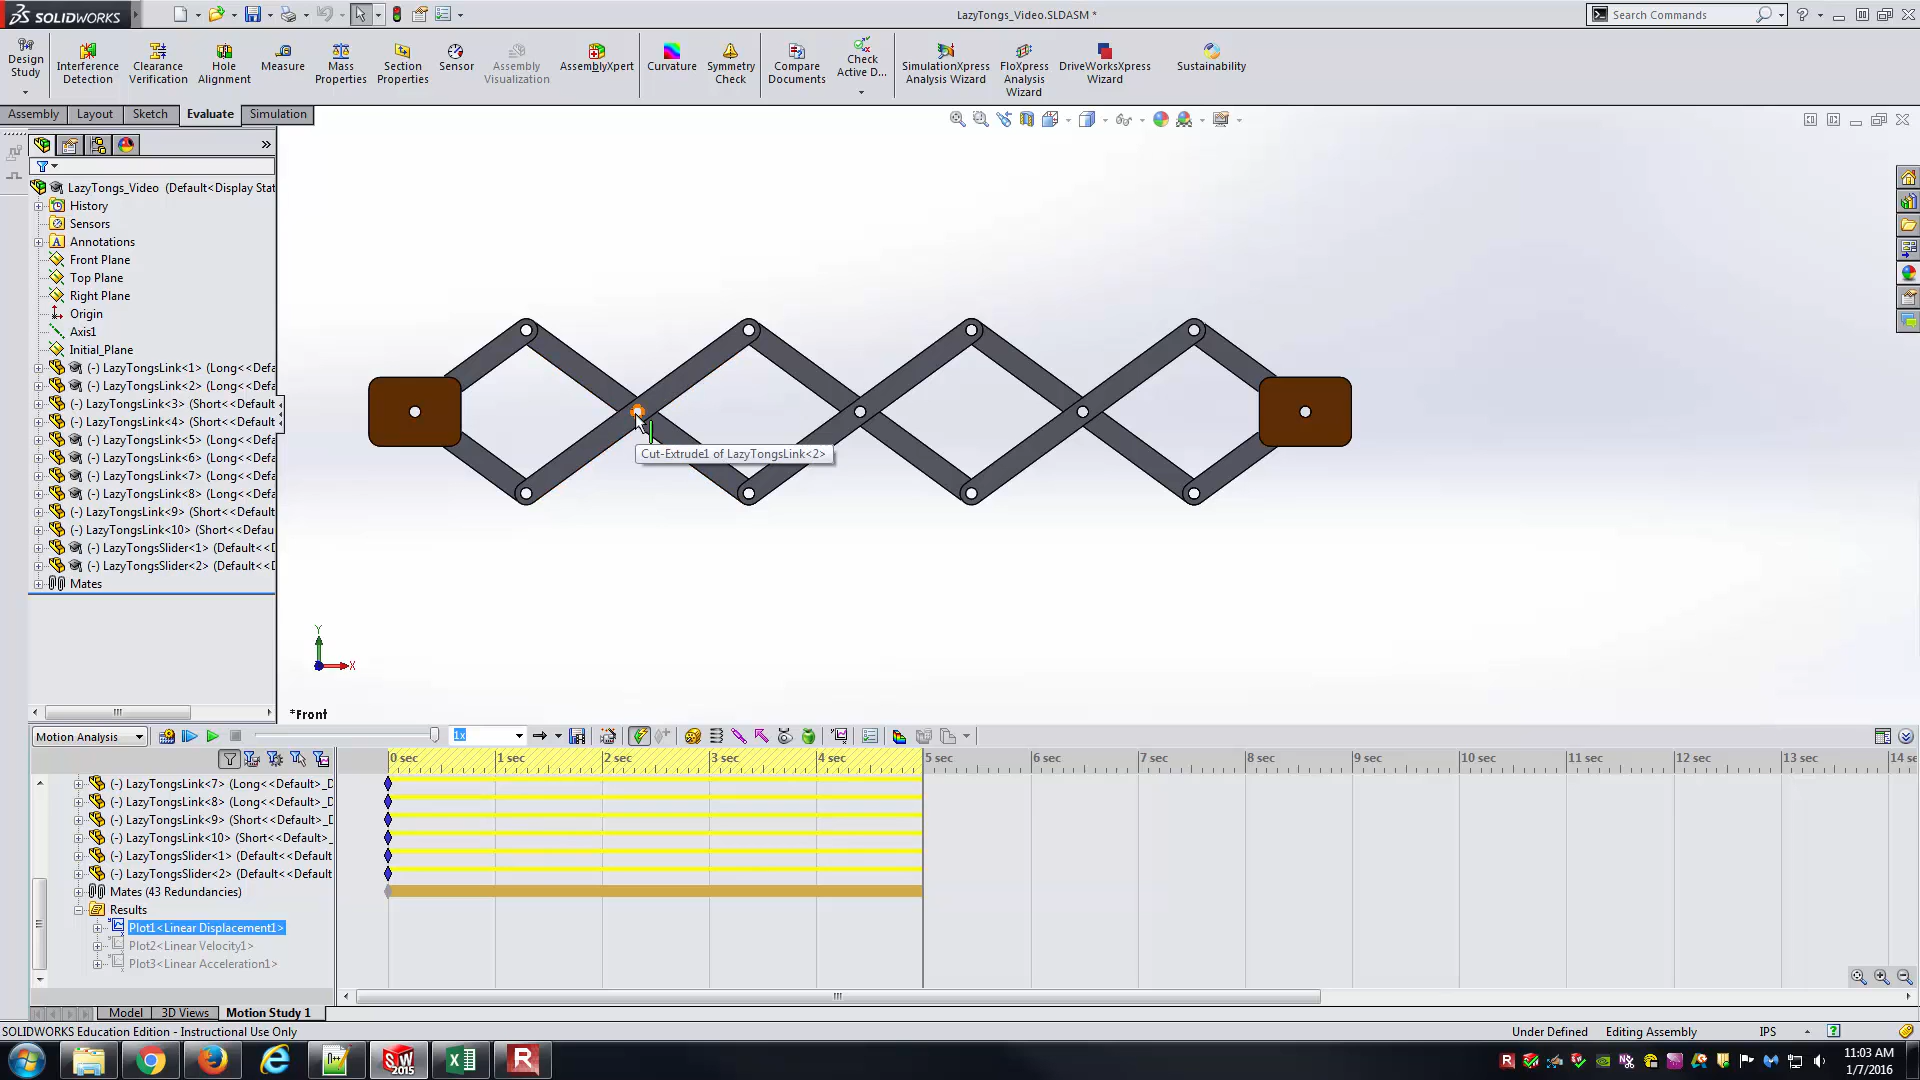 SOLIDWORKS
LazyTongs_Video.SLDASM *
Search Commands
Design Study
Interference Detection
Clearance Verification
Hole Alignment
Measure
Mass Properties
Section Properties
Sensor
Assembly Visualization
AssemblyXpert
Curvature
Symmetry Check
Compare Documents
Check Active D...
SimulationXpress Analysis Wizard
FloXpress Analysis Wizard
DriveWorksXpress Wizard
Sustainability
Assembly
Layout
Sketch
Evaluate
Simulation
LazyTongs_Video (Default<Display Stat
History
Sensors
Annotations
Front Plane
Top Plane
Right Plane
Origin
Axis1
Initial_Plane
(-) LazyTongsLink<1> (Long<<Defa
(-) LazyTongsLink<2> (Long<<Defa
(-) LazyTongsLink<3> (Short<<Default
(-) LazyTongsLink<4> (Short<<Default
(-) LazyTongsLink<5> (Long<<Defa
(-) LazyTongsLink<6> (Long<<Defa
(-) LazyTongsLink<7> (Long<<Defa
(-) LazyTongsLink<8> (Long<<Defa
(-) LazyTongsLink<9> (Short<<Default
(-) LazyTongsLink<10> (Short<<Defau
(-) LazyTongsSlider<1> (Default<<D
(-) LazyTongsSlider<2> (Default<<D
Mates
Cut-Extrude1 of LazyTongsLink<2>
Y
X
*Front
Motion Analysis
1x
0 sec
1 sec
2 sec
3 sec
4 sec
5 sec
6 sec
7 sec
8 sec
9 sec
10 sec
11 sec
12 sec
13 sec
14 se
(-) LazyTongsLink<7> (Long<<Default>_D
(-) LazyTongsLink<8> (Long<<Default>_D
(-) LazyTongsLink<9> (Short<<Default>_D
(-) LazyTongsLink<10> (Short<<Default>_
(-) LazyTongsSlider<1> (Default<<Default
(-) LazyTongsSlider<2> (Default<<Default
Mates (43 Redundancies)
Results
Plot1<Linear Displacement1>
Plot2<Linear Velocity1>
Plot3<Linear Acceleration1>
Model
3D Views
Motion Study 1
SOLIDWORKS Education Edition - Instructional Use Only
Under Defined
Editing Assembly
IPS
SW
2015
R
11:03 AM
1/7/2016